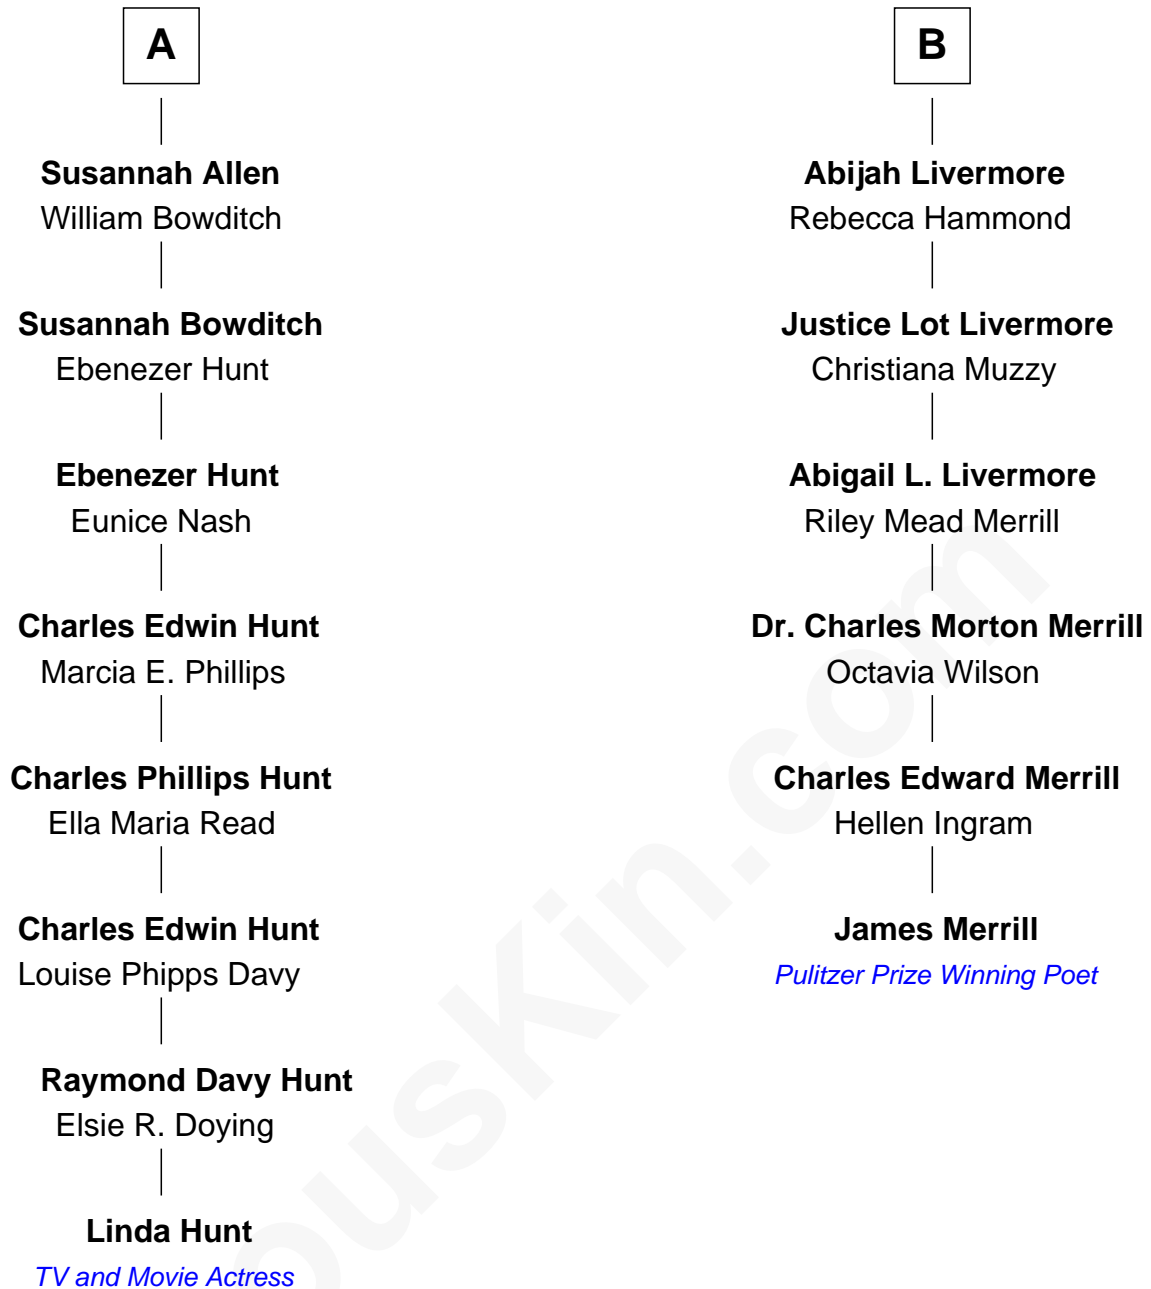 A
Susannah Allen
William Bowditch
Susannah Bowditch
Ebenezer Hunt
Ebenezer Hunt
Eunice Nash
Charles Edwin Hunt
Marcia E. Phillips
Charles Phillips Hunt
Ella Maria Read
Charles Edwin Hunt
Louise Phipps Davy
Raymond Davy Hunt
Elsie R. Doying
Linda Hunt
TV and Movie Actress
B
Abijah Livermore
Rebecca Hammond
Justice Lot Livermore
Christiana Muzzy
Abigail L. Livermore
Riley Mead Merrill
Dr. Charles Morton Merrill
Octavia Wilson
Charles Edward Merrill
Hellen Ingram
James Merrill
Pulitzer Prize Winning Poet
ousKin.com